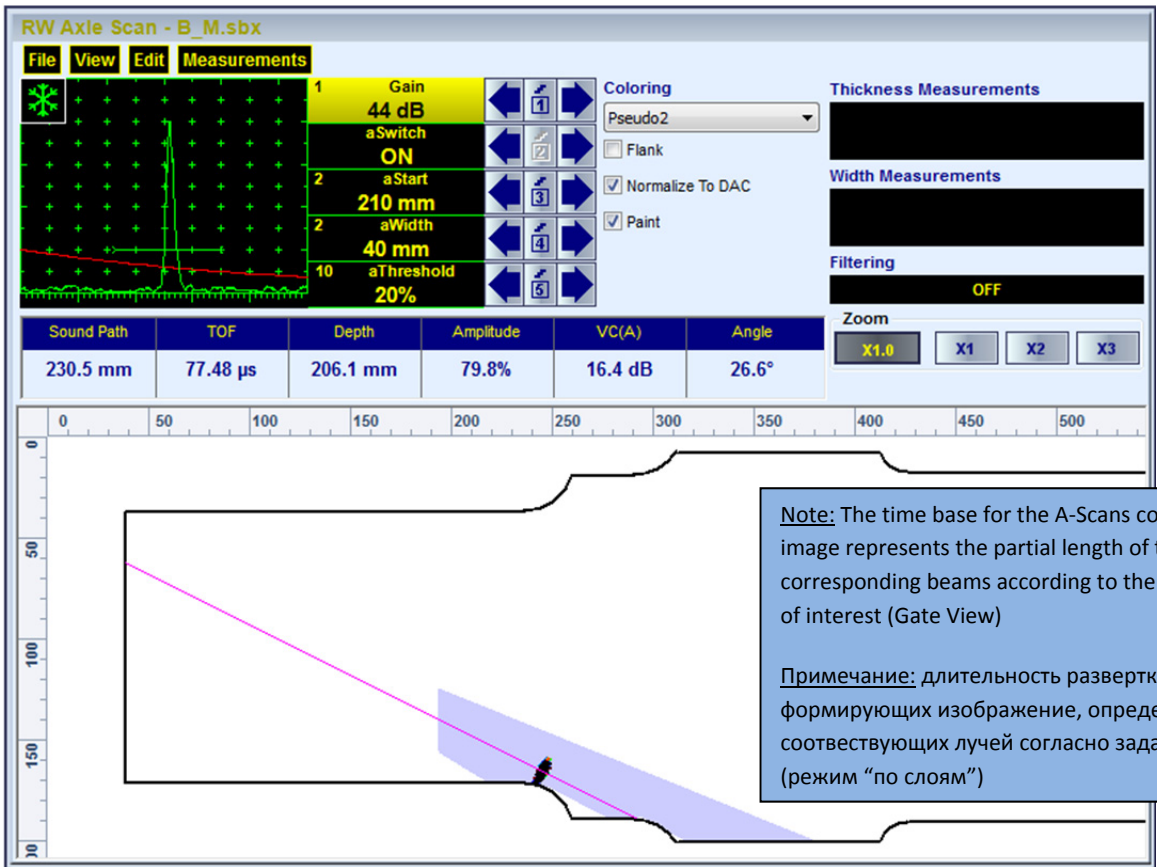 RW Axle Scan - B_M.sbx
File View Edit Measurements
1 Gain
44 dB
aSwitch
ON
2 aStart
210 mm
2 aWidth
40 mm
10 aThreshold
20%
1
2
3
4
5
Coloring
Pseudo2
Flank
Normalize To DAC
Paint
Thickness Measurements
Width Measurements
Filtering
OFF
Zoom
X1.0 X1 X2 X3
Sound Path TOF Depth Amplitude VC(A) Angle
230.5 mm 77.48 µs 206.1 mm 79.8% 16.4 dB 26.6°
0 50 100 150 200 250 300 350 400 450 500
0
50
100
150
Note: The time base for the A-Scans
image represents the partial length of
corresponding beams according to the
of interest (Gate View)
Примечание: длительность
формирующих изображение,
соотвествующих лучей согласно
(режим “по слоям”)